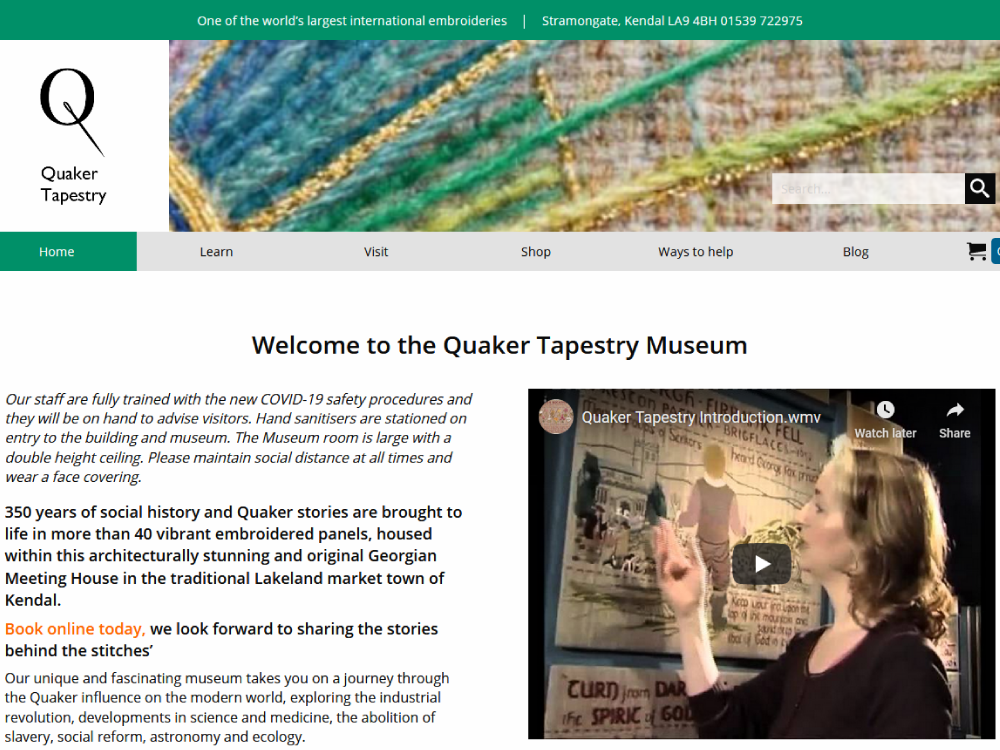 One of the world's largest international embroideries | Stramongate, Kendal LA9 4BH 01539 722975
Q
Quaker
Tapestry
Search...
Home Learn Visit Shop Ways to help Blog
Welcome to the Quaker Tapestry Museum
Our staff are fully trained with the new COVID-19 safety procedures and
they will be on hand to advise visitors. Hand sanitisers are stationed on
entry to the building and museum. The Museum room is large with a
double height ceiling. Please maintain social distance at all times and
wear a face covering.
350 years of social history and Quaker stories are brought to
life in more than 40 vibrant embroidered panels, housed
within this architecturally stunning and original Georgian
Meeting House in the traditional Lakeland market town of
Kendal.
Book online today, we look forward to sharing the stories
behind the stitches’
Our unique and fascinating museum takes you on a journey through
the Quaker influence on the modern world, exploring the industrial
revolution, developments in science and medicine, the abolition of
slavery, social reform, astronomy and ecology.
Quaker Tapestry Introduction.wmv
Watch later Share
FELL
of Seekers
BRIGFLAT
heard George Fox
Keep your feet upon the
top of the mountain and
that of God in
TURN from DAR
the SPIRIT of GOD